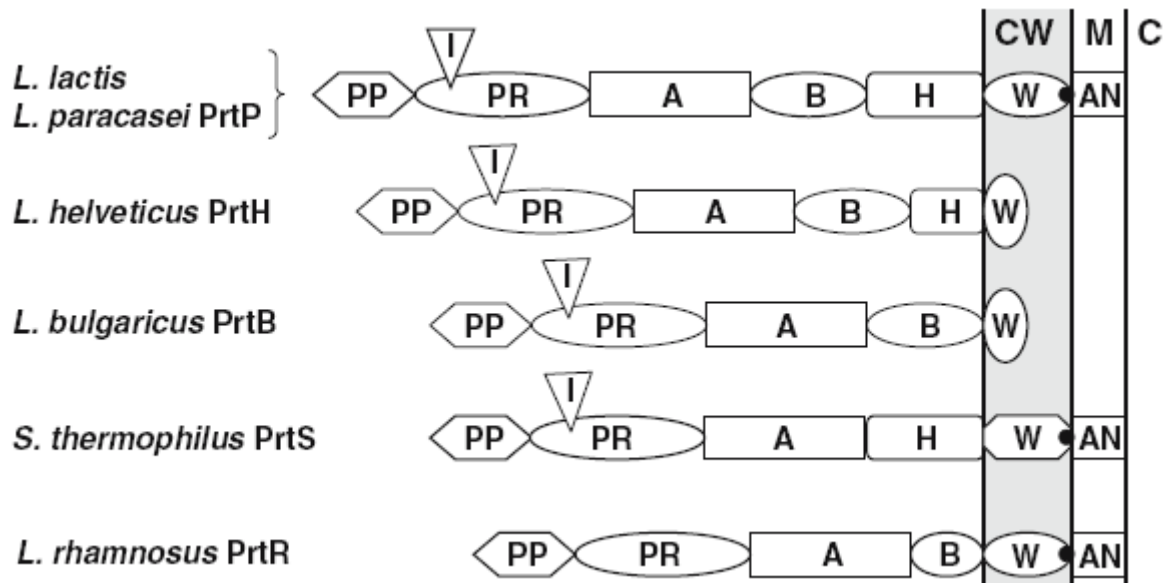 CW M C
I
L. lactis
L. paracasei PrtP PP PR A B H W AN
I
L. helveticus PrtH PP PR A B H W
I
L. bulgaricus PrtB PP PR A B W
I
S. thermophilus PrtS PP PR A H W AN
L. rhamnosus PrtR PP PR A B W AN